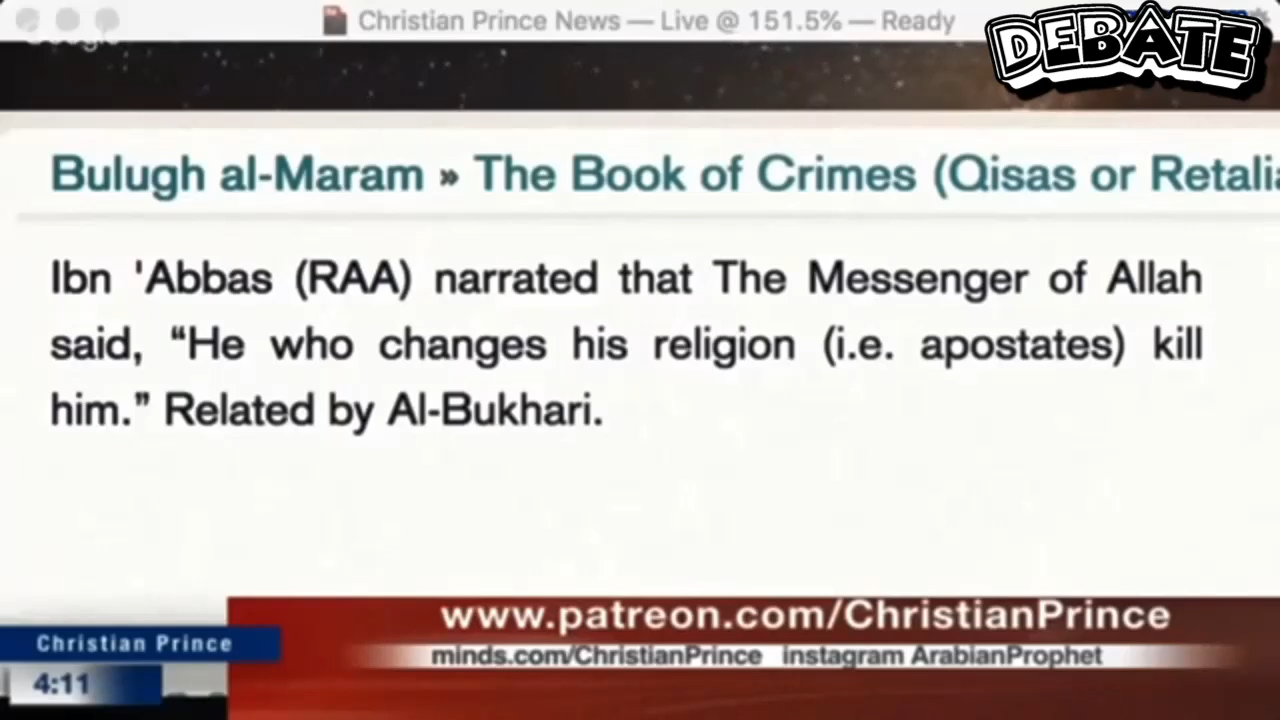 Christian Prince News — Live @ 151.5% — Ready
DEBATE
Google
Bulugh al-Maram » The Book of Crimes (Qisas or Retalia
Ibn 'Abbas (RAA) narrated that The Messenger of Allah
said, “He who changes his religion (i.e. apostates) kill
him.” Related by Al-Bukhari.
www.patreon.com/ChristianPrince
Christian Prince
minds.com/ChristianPrince instagram ArabianProphet
4:11